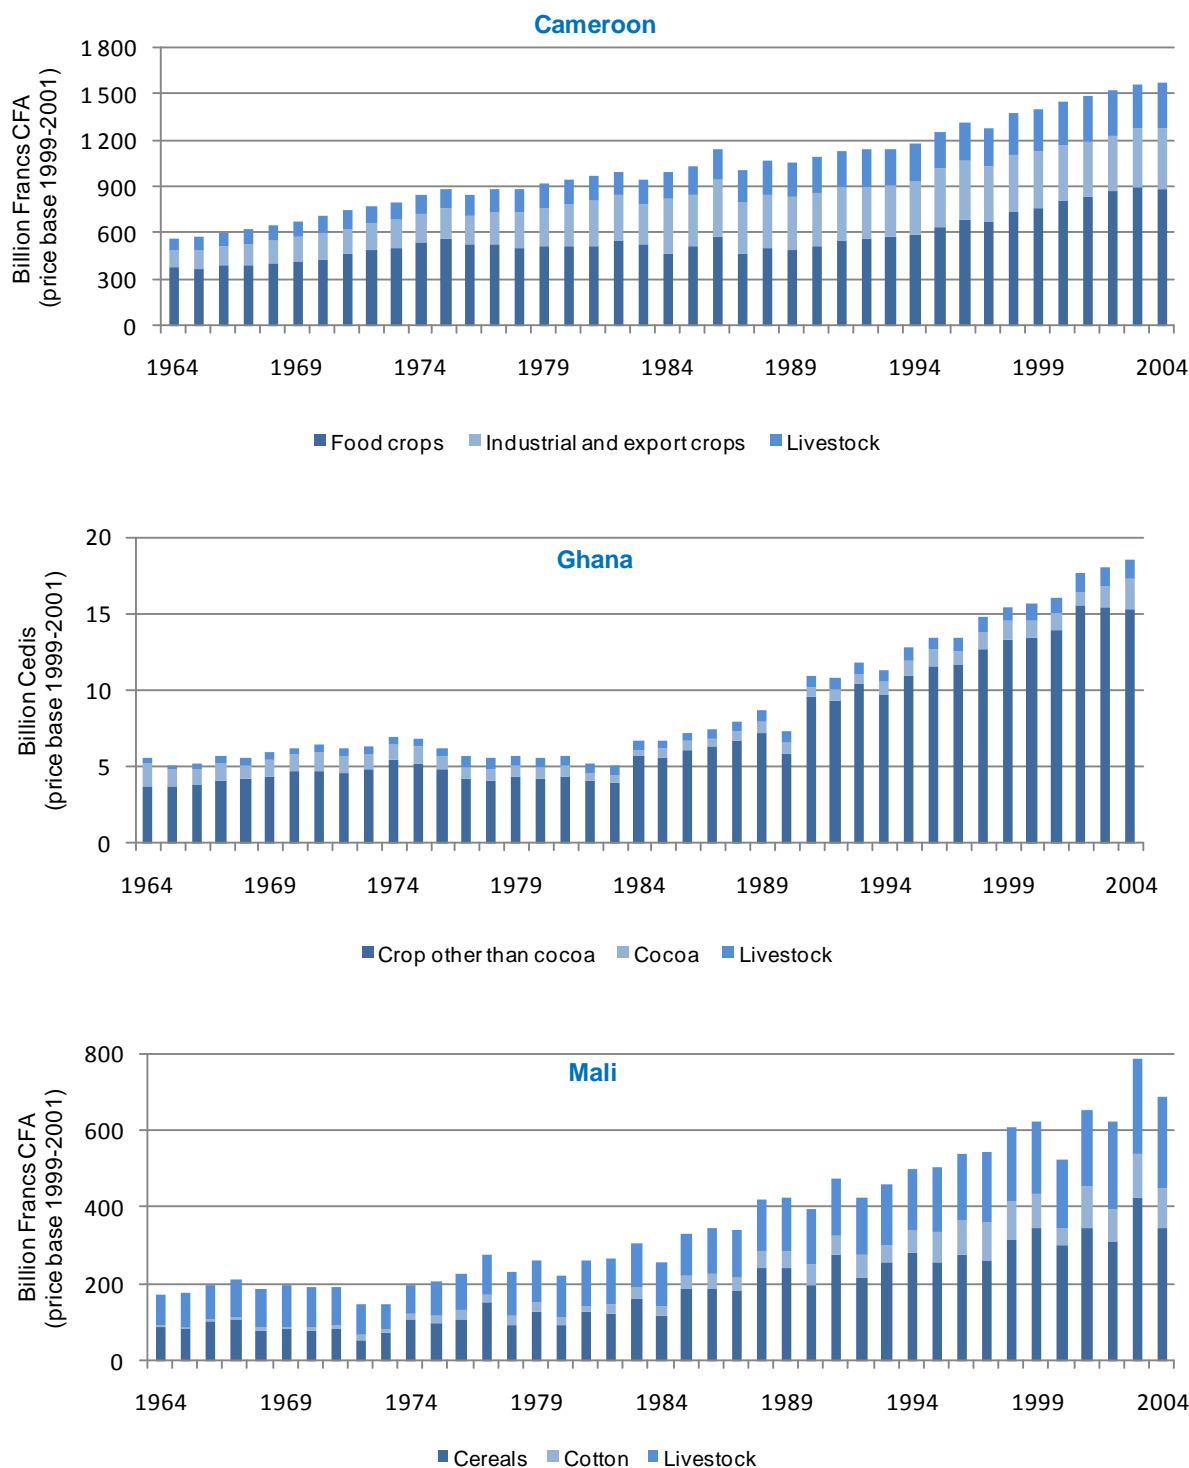 Cameroon
Billion Francs CFA
(price base 1999-2001)
1 800
1 500
1 200
900
600
300
0
1964 1969 1974 1979 1984 1989 1994 1999 2004
Food crops Industrial and export crops Livestock
Ghana
Billion Cedis
(price base 1999-2001)
20
15
10
5
0
1964 1969 1974 1979 1984 1989 1994 1999 2004
Crop other than cocoa Cocoa Livestock
Mali
Billion Francs CFA
(price base 1999-2001)
800
600
400
200
0
1964 1969 1974 1979 1984 1989 1994 1999 2004
Cereals Cotton Livestock